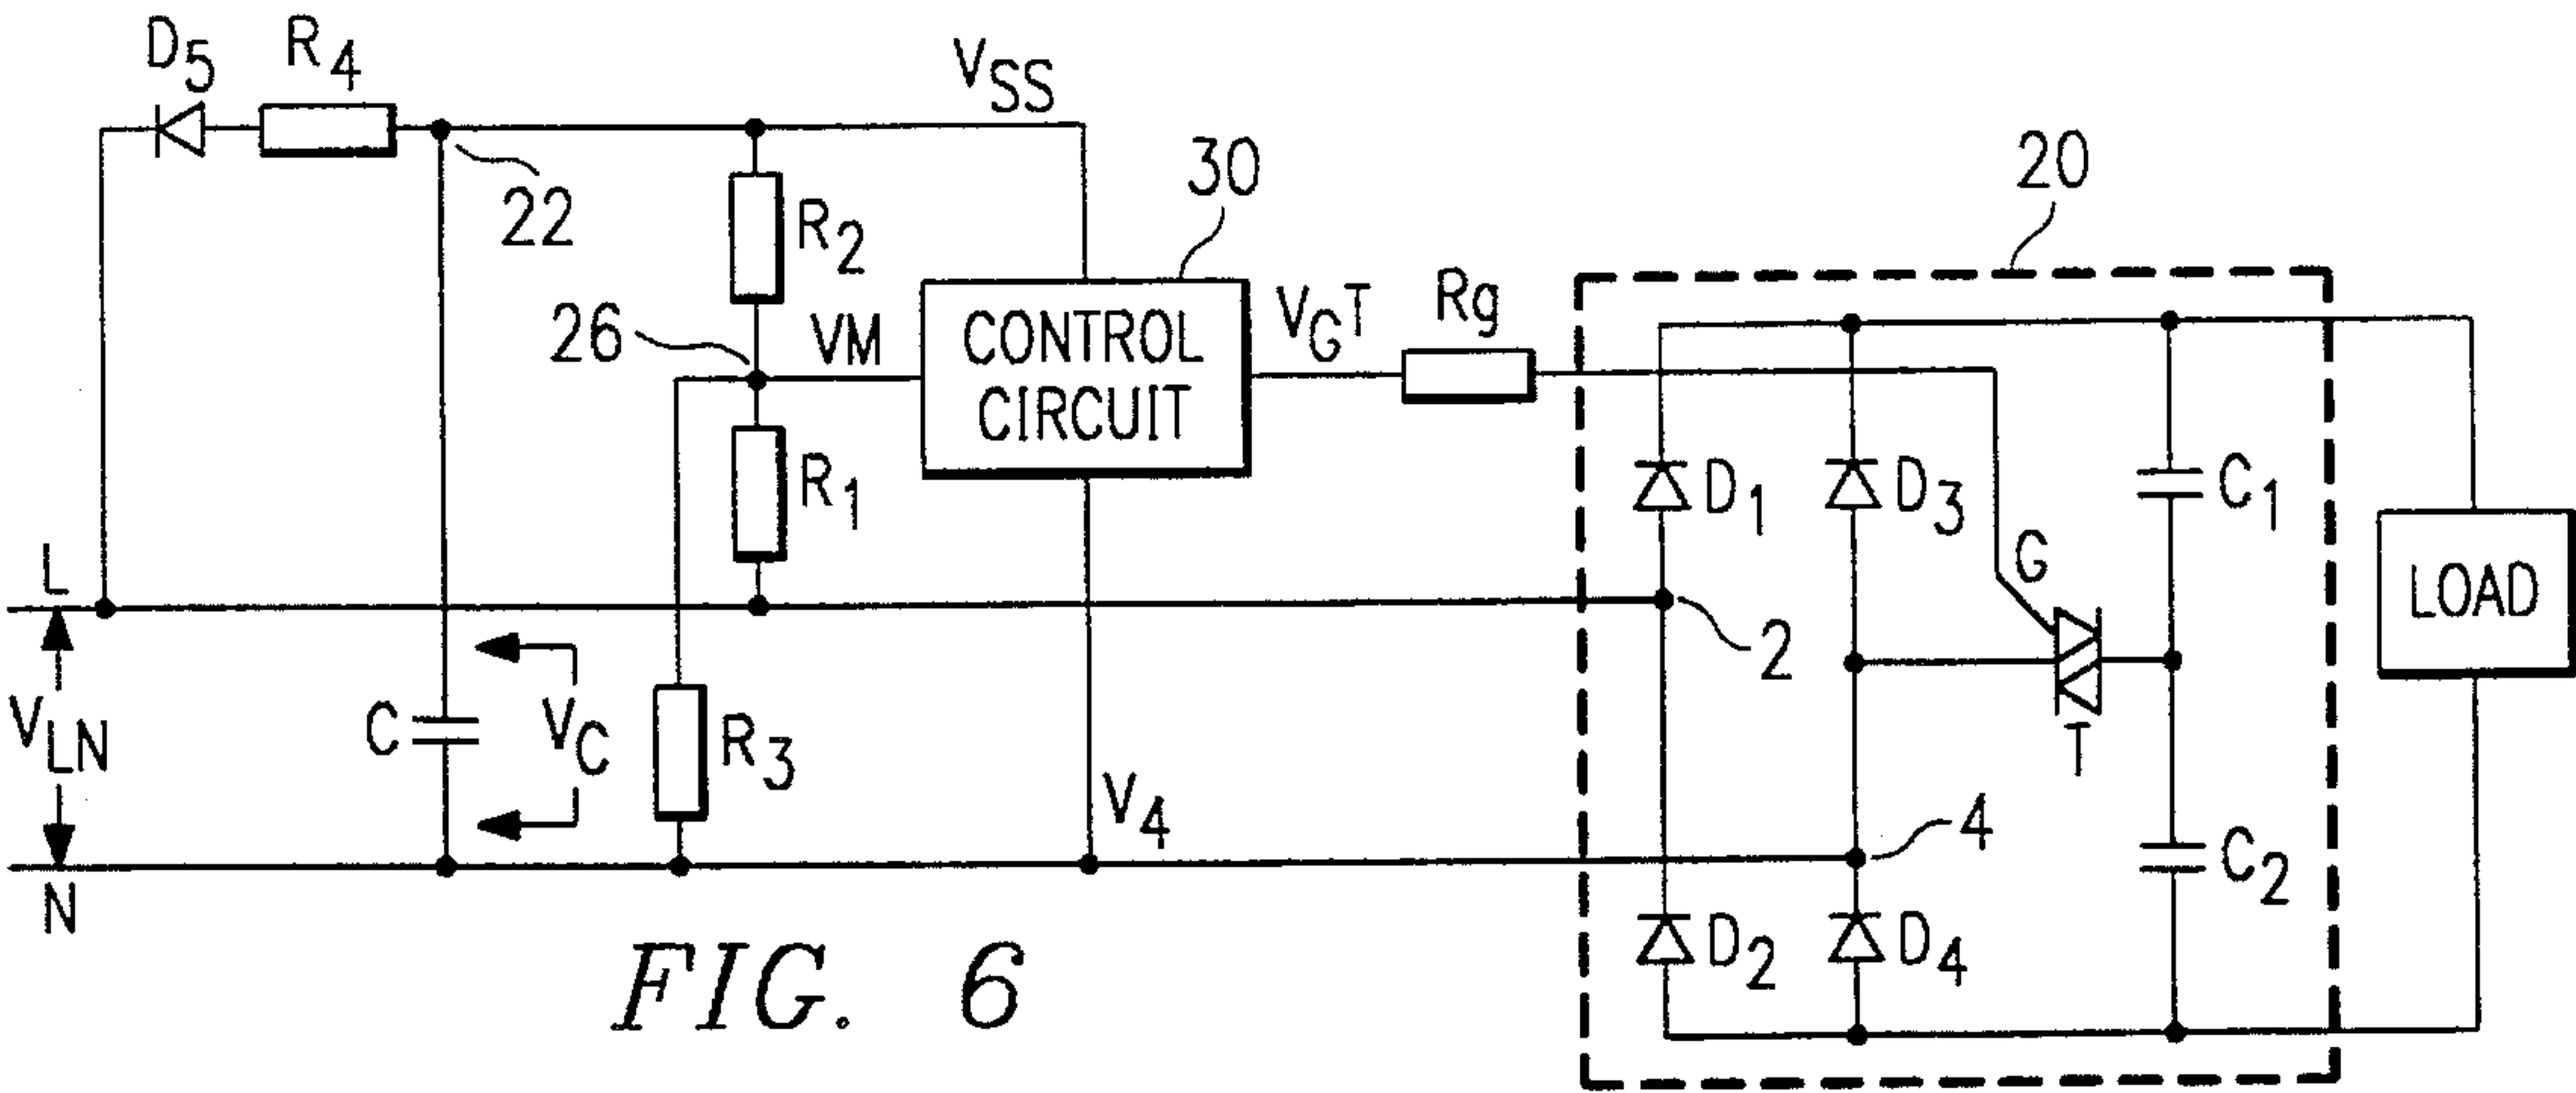 D5 R4
VSS
22
R2
30
20
26
VM
CONTROL
CIRCUIT
VGT
Rg
R1
D1
D3
C1
G
LOAD
L
VLN
N
C
VC
R3
V4
2
T
4
D2
D4
C2
FIG. 6